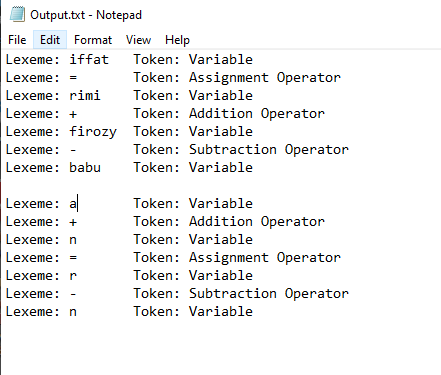 Output.txt - Notepad
File Edit Format View Help
Lexeme: iffat Token: Variable
Lexeme: = Token: Assignment Operator
Lexeme: rimi Token: Variable
Lexeme: + Token: Addition Operator
Lexeme: firozy Token: Variable
Lexeme: - Token: Subtraction Operator
Lexeme: babu Token: Variable
Lexeme: a Token: Variable
Lexeme: + Token: Addition Operator
Lexeme: n Token: Variable
Lexeme: = Token: Assignment Operator
Lexeme: r Token: Variable
Lexeme: - Token: Subtraction Operator
Lexeme: n Token: Variable